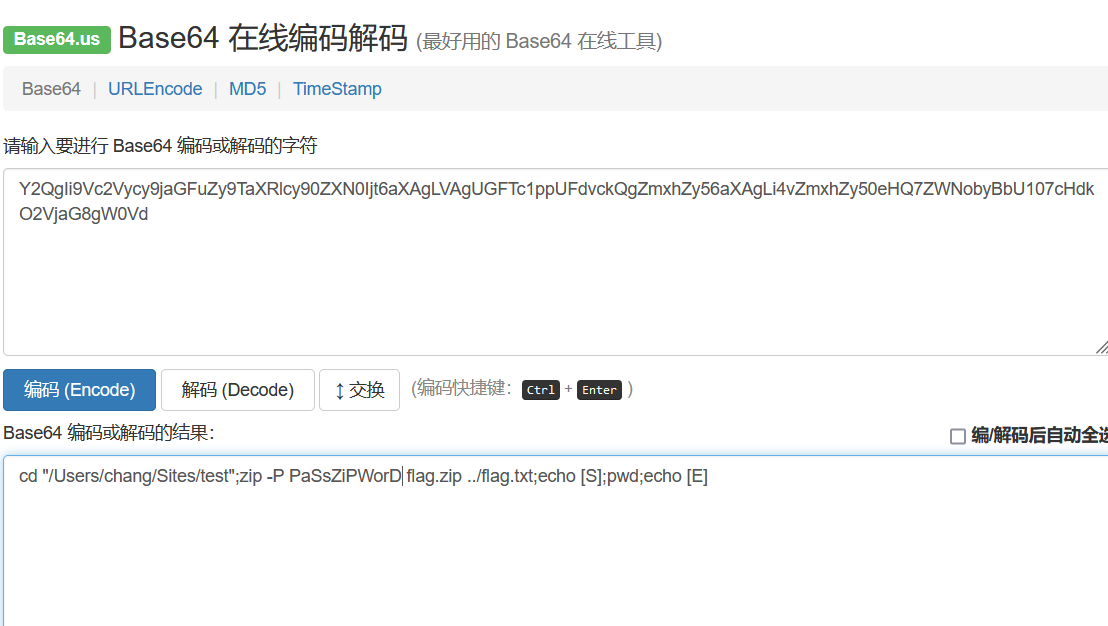 Base64.us Base64 在线编码解码 (最好用的 Base64 在线工具)
Base64 | URLEncode | MD5 | TimeStamp
请输入要进行 Base64 编码或解码的字符
Y2QgIi9Vc2Vycy9jaGFuZy9TaXRlcy90ZXN0Ijt6aXAgLVAgUGFTc1ppUFdvckQgZmxhZy56aXAgLi4vZmxhZy50eHQ7ZWNobyBbU107cHdk
O2VjaG8gW0Vd
编码 (Encode) 解码 (Decode) ↕ 交换 (编码快捷键: Ctrl + Enter )
Base64 编码或解码的结果: 编/解码后自动全选
cd "/Users/chang/Sites/test";zip -P PaSsZiPWorD flag.zip ../flag.txt;echo [S];pwd;echo [E]